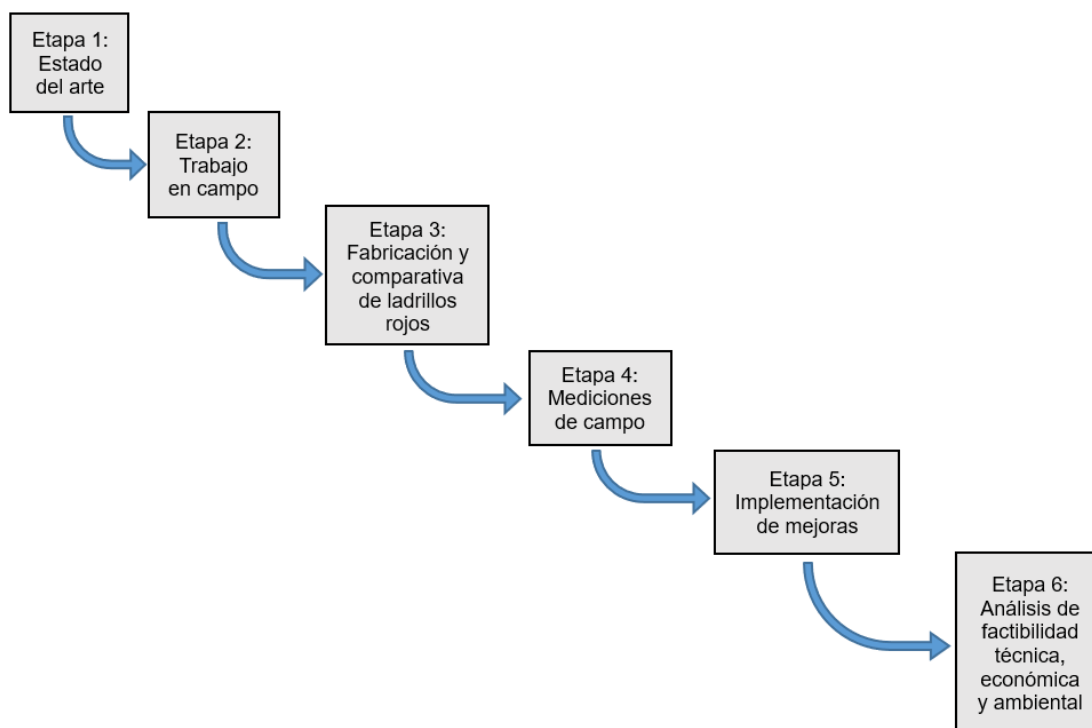 Etapa 1:
Estado
del arte
Etapa 2:
Trabajo
en campo
Etapa 3:
Fabricación y
comparativa
de ladrillos
rojos
Etapa 4:
Mediciones
de campo
Etapa 5:
Implementación
de mejoras
Etapa 6:
Análisis de
factibilidad
técnica,
económica
y ambiental